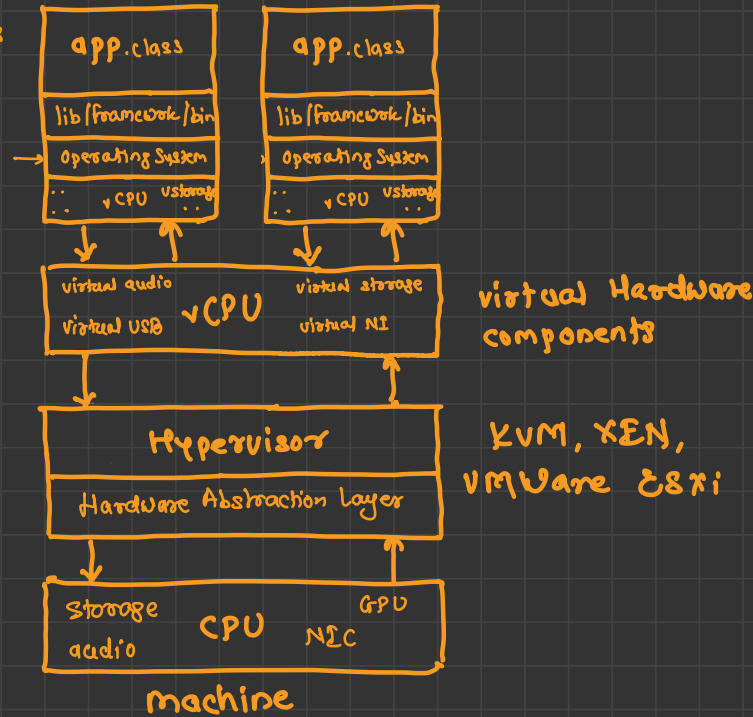 app.class
lib/framework/bin
Operating System
vCPU vstorage
app.class
lib/framework/bin
Operating System
vCPU vstorage
virtual audio
virtual USB
vCPU
virtual storage
virtual NI
virtual Hardware
components
Hypervisor
KVM, XEN,
VMWare ESXi
Hardware Abstraction Layer
storage
audio
CPU
NIC
GPU
machine